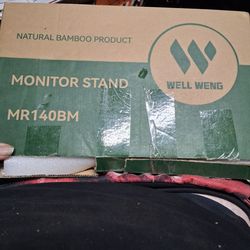 NATURAL BAMBOO PRODUCT
WELL WENG
MONITOR STAND
MR140BM